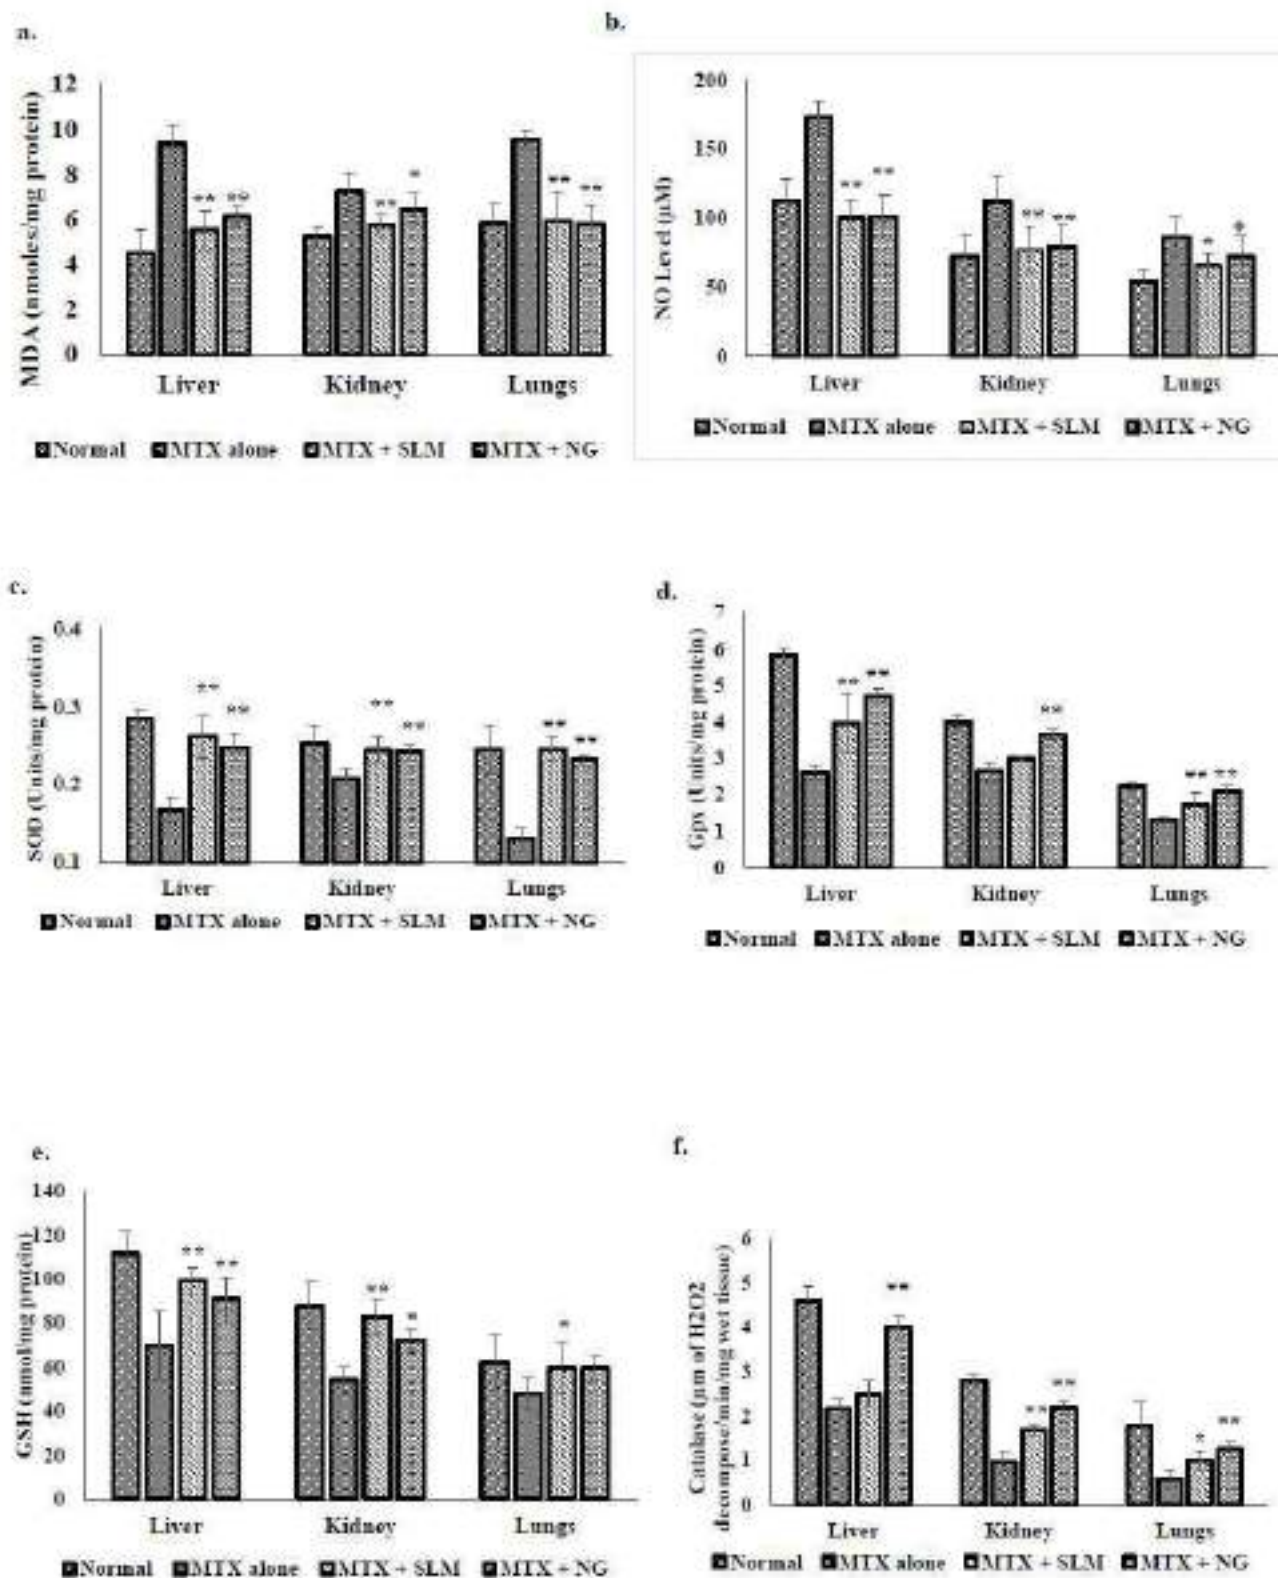 a.
MDA (nmoles/mg protein)
12
10
8
6
4
2
0
** ** ** * ** **
Liver Kidney Lungs
Normal MTX alone MTX + SLM MTX + NG
b.
NO Level (µM)
200
150
100
50
0
** ** ** ** * *
Liver Kidney Lungs
Normal MTX alone MTX + SLM MTX + NG
c.
SOD (Units/mg protein)
0.4
0.3
0.2
0.1
** ** ** ** ** **
Liver Kidney Lungs
Normal MTX alone MTX + SLM MTX + NG
d.
Gpx (Units/mg protein)
7
6
5
4
3
2
1
0
** ** ** ** **
Liver Kidney Lungs
Normal MTX alone MTX + SLM MTX + NG
e.
GSH (nmol/mg protein)
140
120
100
80
60
40
20
0
** ** ** * *
Liver Kidney Lungs
Normal MTX alone MTX + SLM MTX + NG
f.
Catalase (µm of H2O2
decompose/min/mg wet tissue)
6
5
4
3
2
1
0
** ** ** * **
Liver Kidney Lungs
Normal MTX alone MTX + SLM MTX + NG